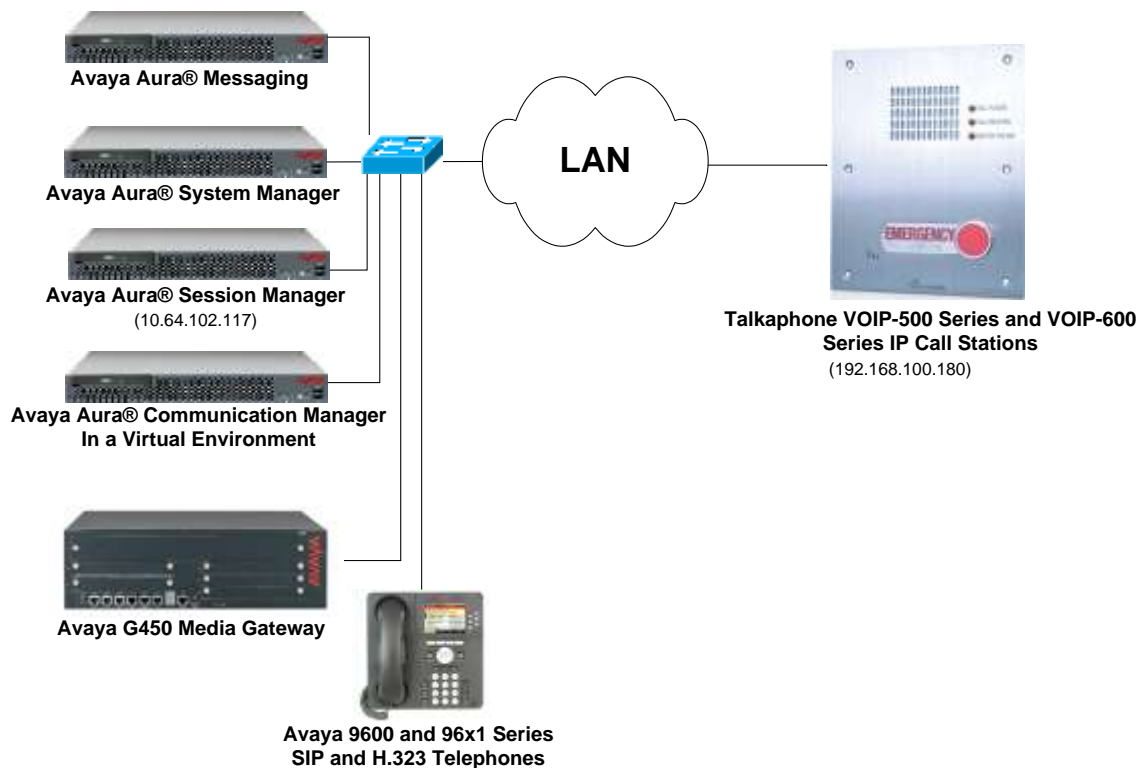 Avaya Aura® Messaging
Avaya Aura® System Manager
Avaya Aura® Session Manager
(10.64.102.117)
Avaya Aura® Communication Manager
In a Virtual Environment
AVAYA
Avaya G450 Media Gateway
Avaya 9600 and 96x1 Series
SIP and H.323 Telephones
LAN
EMERGENCY
Talkaphone VOIP-500 Series and VOIP-600
Series IP Call Stations
(192.168.100.180)